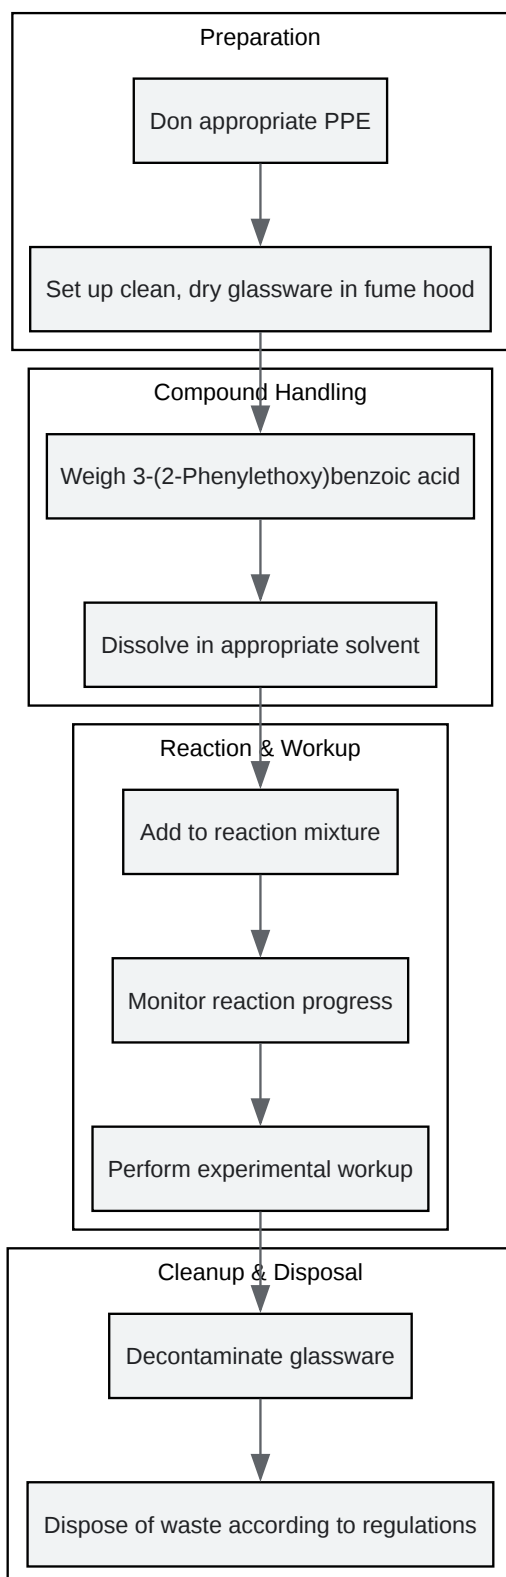 Preparation
Don appropriate PPE
Set up clean, dry glassware in fume hood
Compound Handling
Weigh 3-(2-Phenylethoxy)benzoic acid
Dissolve in appropriate solvent
Reaction & Workup
Add to reaction mixture
Monitor reaction progress
Perform experimental workup
Cleanup & Disposal
Decontaminate glassware
Dispose of waste according to regulations